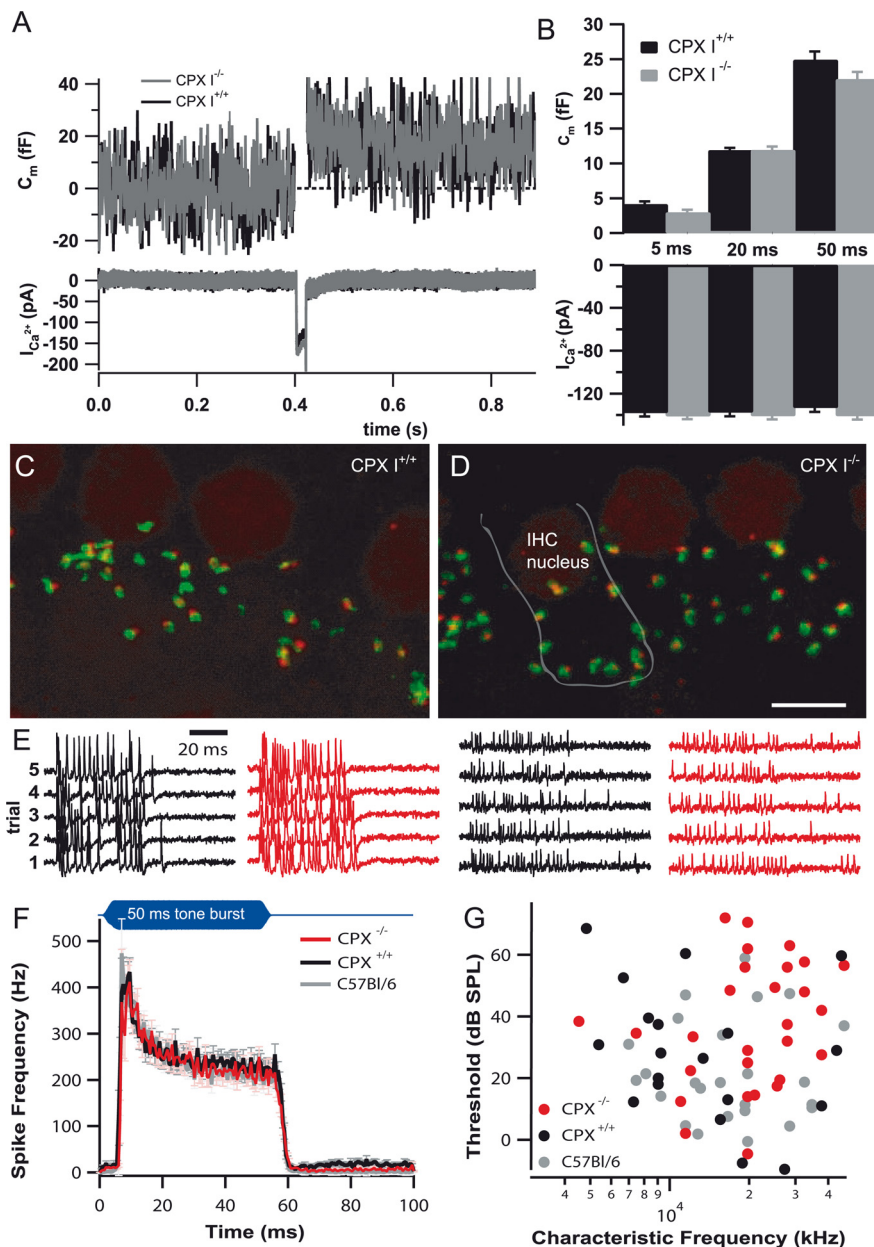 A
CPX I-/-
CPX I+/+
Cm (fF)
40
20
0
-20
ICa2+ (pA)
0
-50
-100
-150
-200
0.0 0.2 0.4 0.6 0.8
time (s)
B
CPX I+/+
CPX I-/-
Cm (fF)
30
25
20
15
10
5
0
5 ms 20 ms 50 ms
ICa2+ (pA)
0
-40
-80
-120
C
CPX I+/+
D
CPX I-/-
IHC
nucleus
E
20 ms
trial
5
4
3
2
1
F
50 ms tone burst
CPX -/-
CPX +/+
C57Bl/6
Spike Frequency (Hz)
500
400
300
200
100
0
0 20 40 60 80 100
Time (ms)
G
Threshold (dB SPL)
60
40
20
0
CPX -/-
CPX +/+
C57Bl/6
4 5 6 7 8 9 2 3 4
10^4
Characteristic Frequency (kHz)